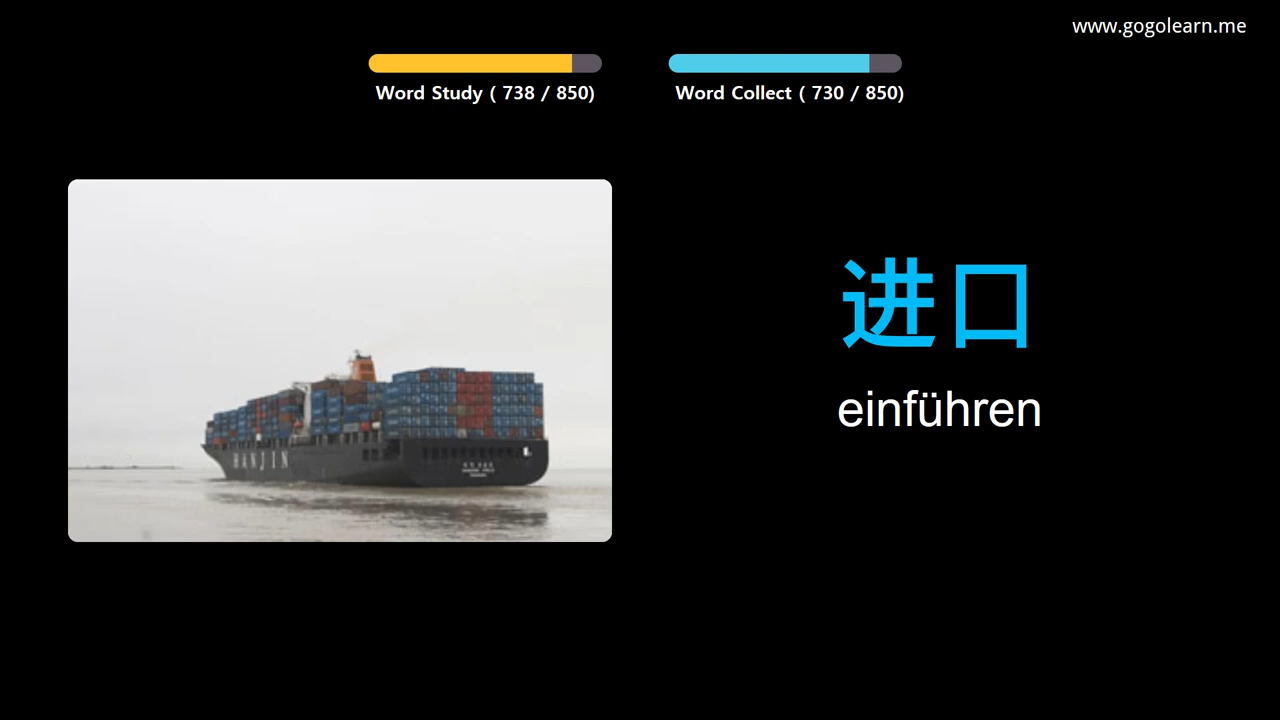 www.gogolearn.me
Word Study ( 738 / 850)
Word Collect ( 730 / 850)
进口
einführen
HANJIN